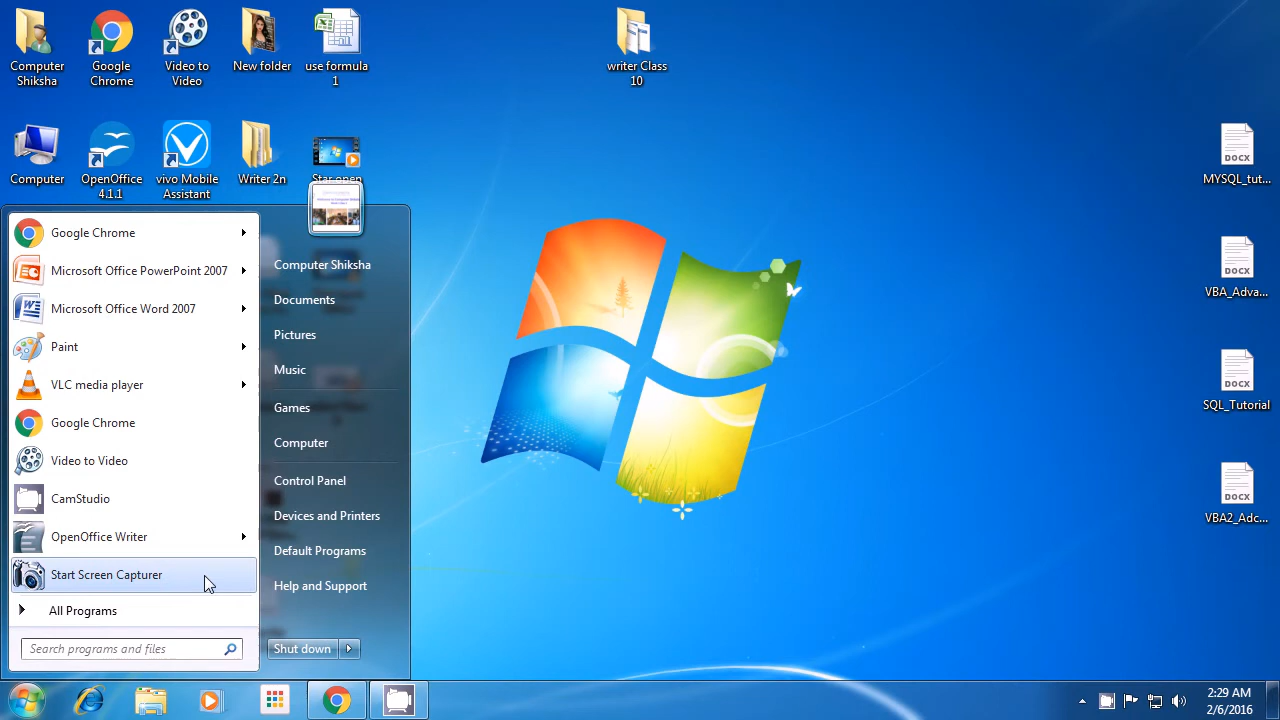 Computer
Shiksha
Google
Chrome
Video to
Video
New folder
use formula
1
writer Class
10
Computer
OpenOffice
4.1.1
vivo Mobile
Assistant
Writer 2n
Star open
MYSQL_tut...
VBA_Adva...
SQL_Tutorial
VBA2_Adc...
DOCX
DOCX
DOCX
DOCX
Google Chrome
Microsoft Office PowerPoint 2007
Microsoft Office Word 2007
Paint
VLC media player
Google Chrome
Video to Video
CamStudio
OpenOffice Writer
Start Screen Capturer
All Programs
Search programs and files
Computer Shiksha
Documents
Pictures
Music
Games
Computer
Control Panel
Devices and Printers
Default Programs
Help and Support
Shut down
2:29 AM
2/6/2016